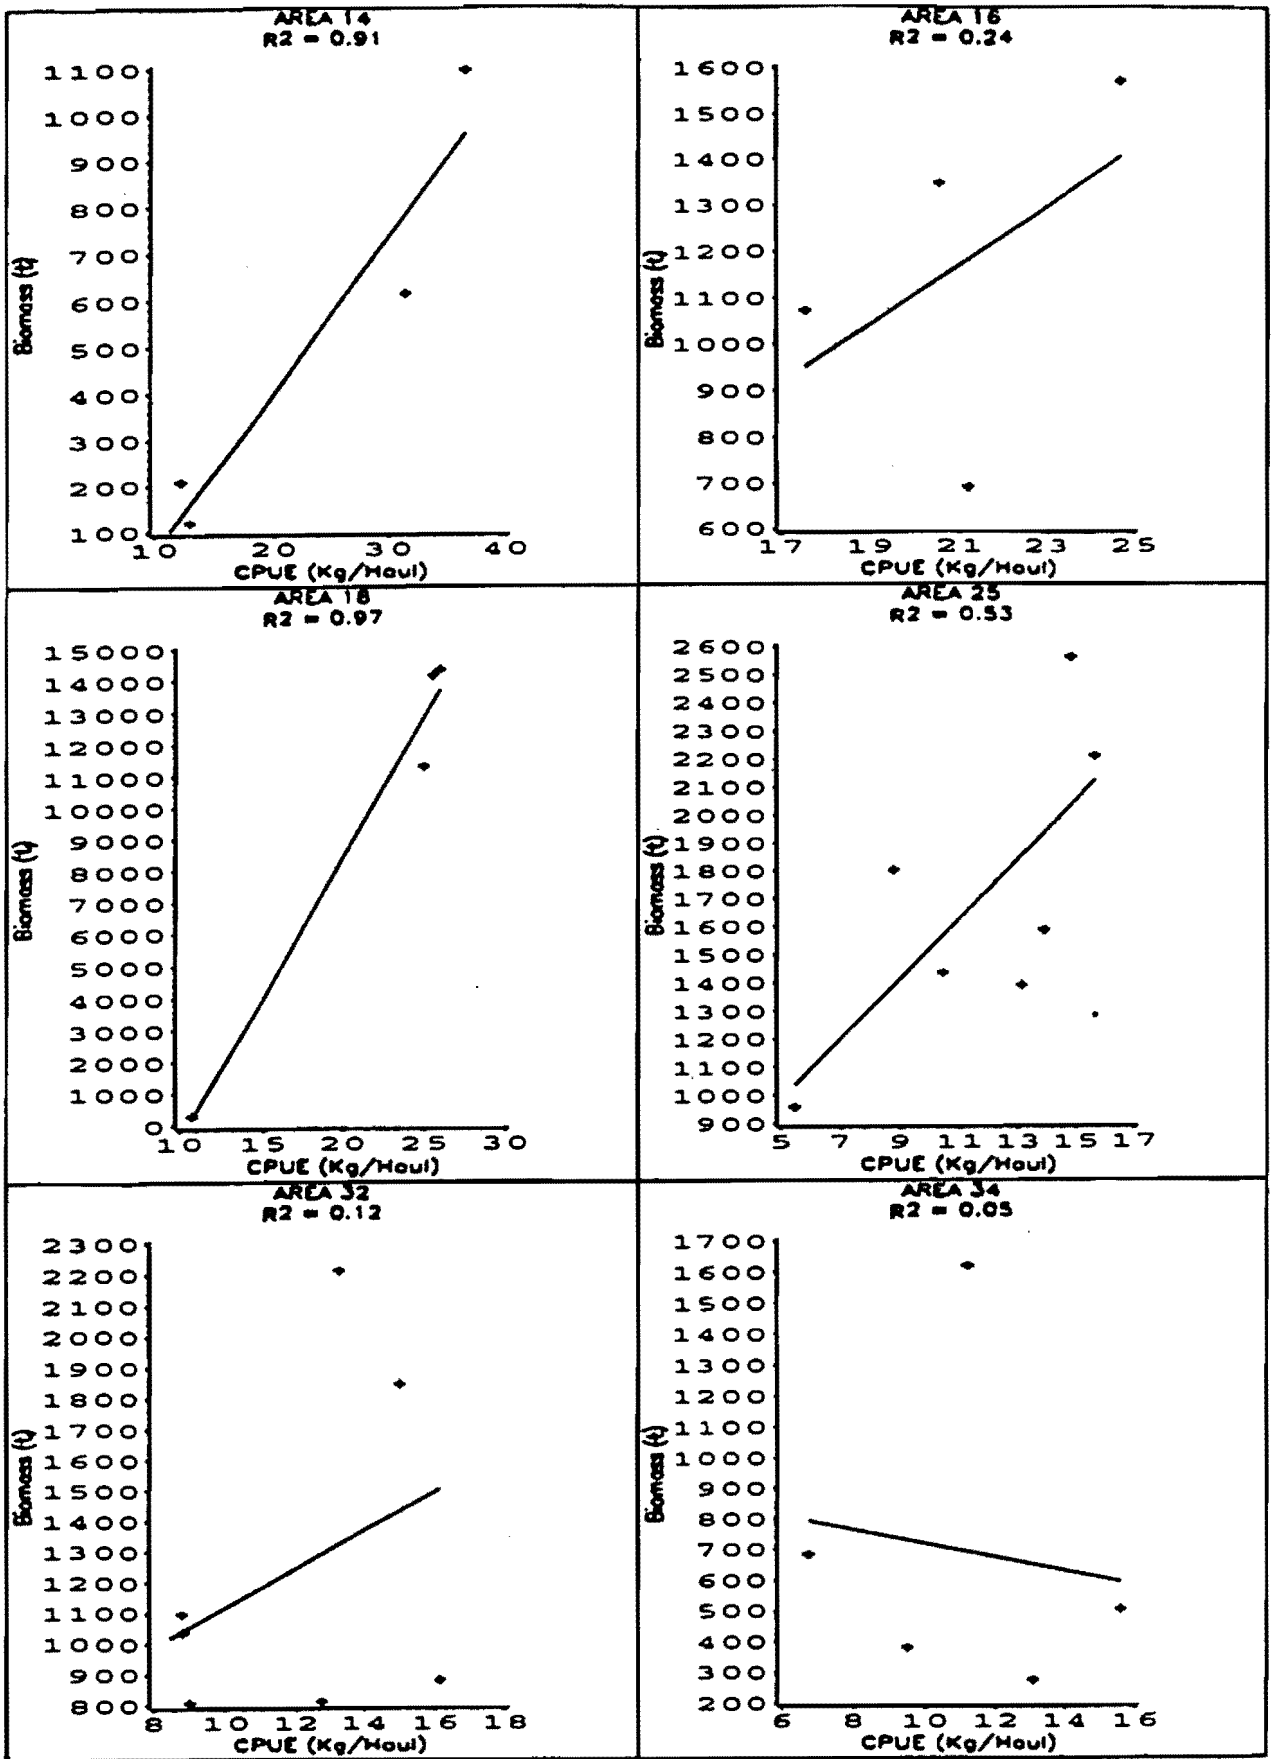 AREA 14
R2 = 0.91
1100
1000
900
800
700
600
500
400
300
200
100
Biomass (t)
10 20 30 40
CPUE (Kg/Haul)
AREA 16
R2 = 0.24
1600
1500
1400
1300
1200
1100
1000
900
800
700
600
Biomass (t)
17 19 21 23 25
CPUE (Kg/Haul)
AREA 18
R2 = 0.97
15000
14000
13000
12000
11000
10000
9000
8000
7000
6000
5000
4000
3000
2000
1000
0
Biomass (t)
10 15 20 25 30
CPUE (Kg/Haul)
AREA 25
R2 = 0.53
2600
2500
2400
2300
2200
2100
2000
1900
1800
1700
1600
1500
1400
1300
1200
1100
1000
900
Biomass (t)
5 7 9 11 13 15 17
CPUE (Kg/Haul)
AREA 32
R2 = 0.12
2300
2200
2100
2000
1900
1800
1700
1600
1500
1400
1300
1200
1100
1000
900
800
Biomass (t)
8 10 12 14 16 18
CPUE (Kg/Haul)
AREA 34
R2 = 0.05
1700
1600
1500
1400
1300
1200
1100
1000
900
800
700
600
500
400
300
200
Biomass (t)
6 8 10 12 14 16
CPUE (Kg/Haul)